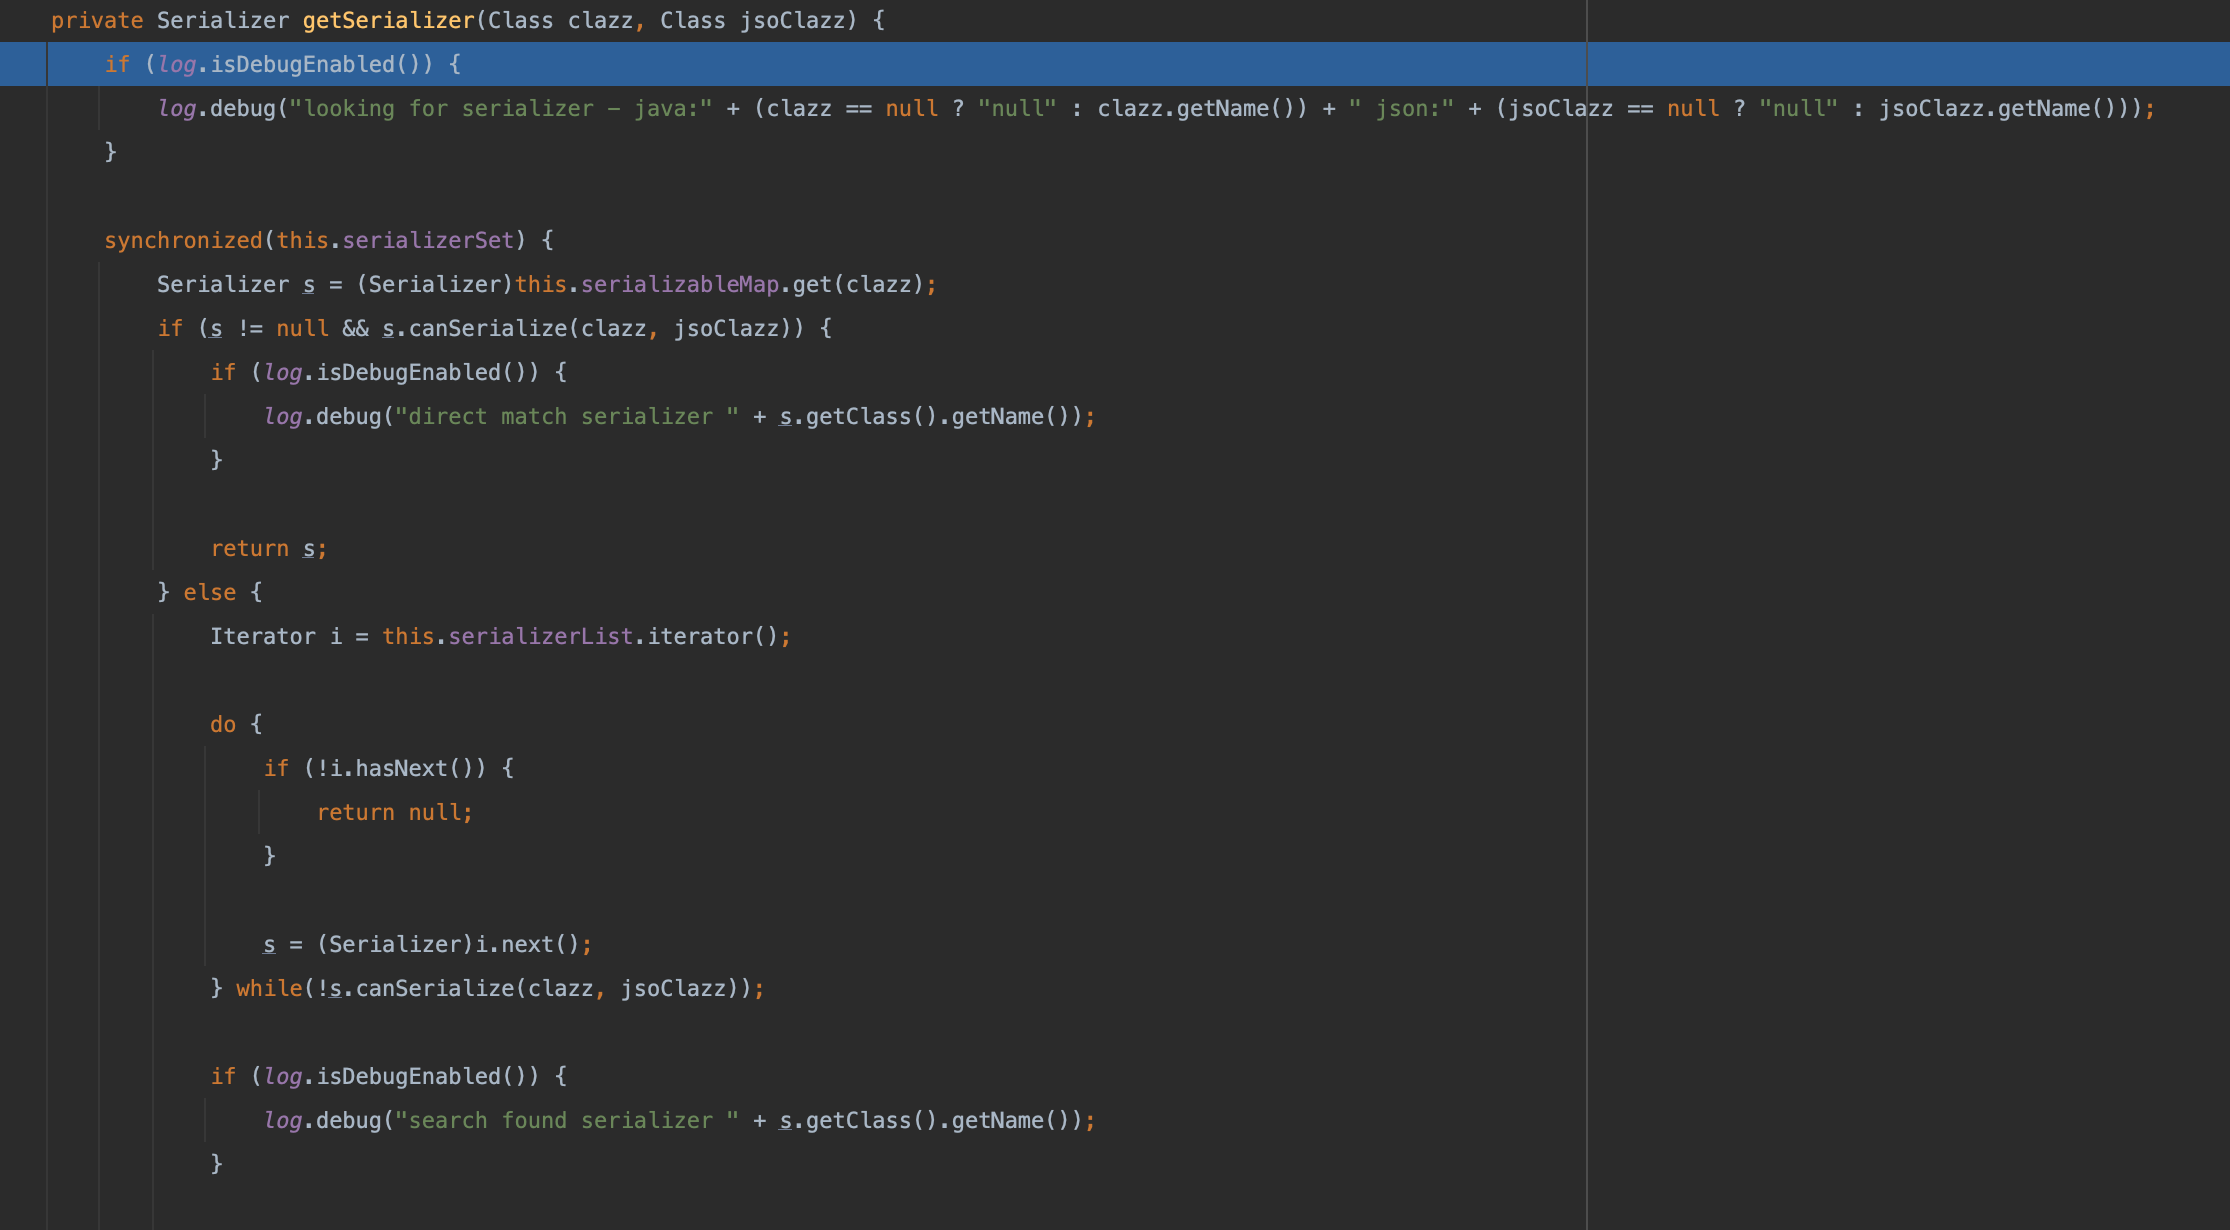 private Serializer getSerializer(Class clazz, Class jsoClazz) {
if (log.isDebugEnabled()) {
log.debug("looking for serializer - java:" + (clazz == null ? "null" : clazz.getName()) + " json:" + (jsoClazz == null ? "null" : jsoClazz.getName()));
}
synchronized(this.serializerSet) {
Serializer s = (Serializer)this.serializableMap.get(clazz);
if (s != null && s.canSerialize(clazz, jsoClazz)) {
if (log.isDebugEnabled()) {
log.debug("direct match serializer " + s.getClass().getName());
}
return s;
} else {
Iterator i = this.serializerList.iterator();
do {
if (!i.hasNext()) {
return null;
}
s = (Serializer)i.next();
} while(!s.canSerialize(clazz, jsoClazz));
if (log.isDebugEnabled()) {
log.debug("search found serializer " + s.getClass().getName());
}